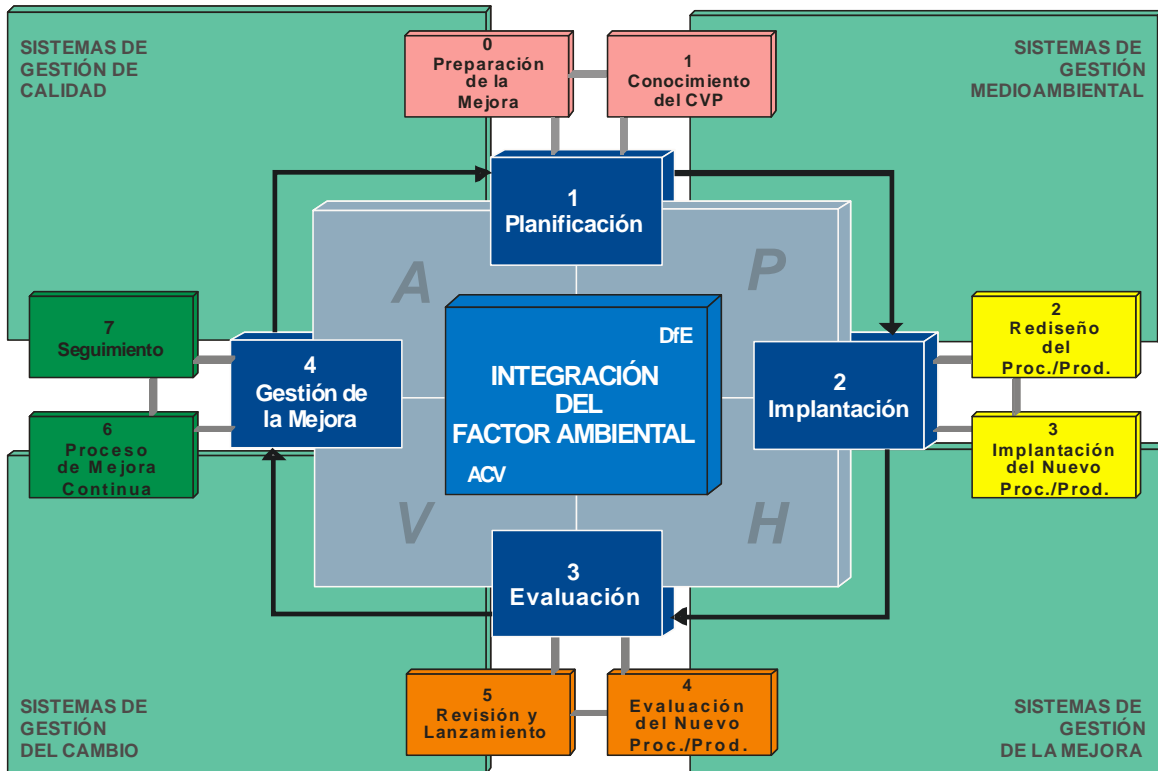 SISTEMAS DE
GESTIÓN DE
CALIDAD
0
Preparación
de la
Mejora
1
Conocimiento
del CVP
SISTEMAS DE
GESTIÓN
MEDIOAMBIENTAL
1
Planificación
A
P
7
Seguimiento
4
Gestión de
la Mejora
DfE
INTEGRACIÓN
DEL
FACTOR AMBIENTAL
ACV
2
Implantación
2
Rediseño
del
Proc./Prod.
6
Proceso
de Mejora
Continua
3
Implantación
del Nuevo
Proc./Prod.
V
H
3
Evaluación
SISTEMAS DE
GESTIÓN
DEL CAMBIO
5
Revisión y
Lanzamiento
4
Evaluación
del Nuevo
Proc./Prod.
SISTEMAS DE
GESTIÓN
DE LA MEJORA